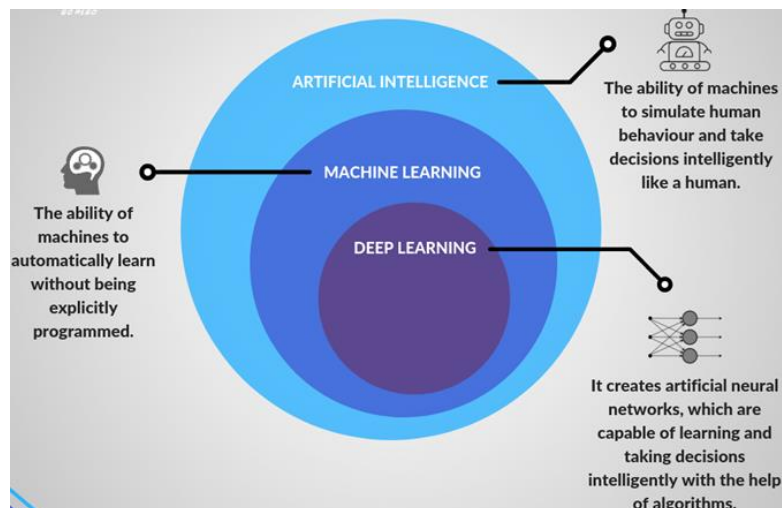 ARTIFICIAL INTELLIGENCE
The ability of machines
to simulate human
behaviour and take
decisions intelligently
like a human.
MACHINE LEARNING
The ability of
machines to
automatically learn
without being
explicitly
programmed.
DEEP LEARNING
It creates artificial neural
networks, which are
capable of learning and
taking decisions
intelligently with the help
of algorithms.